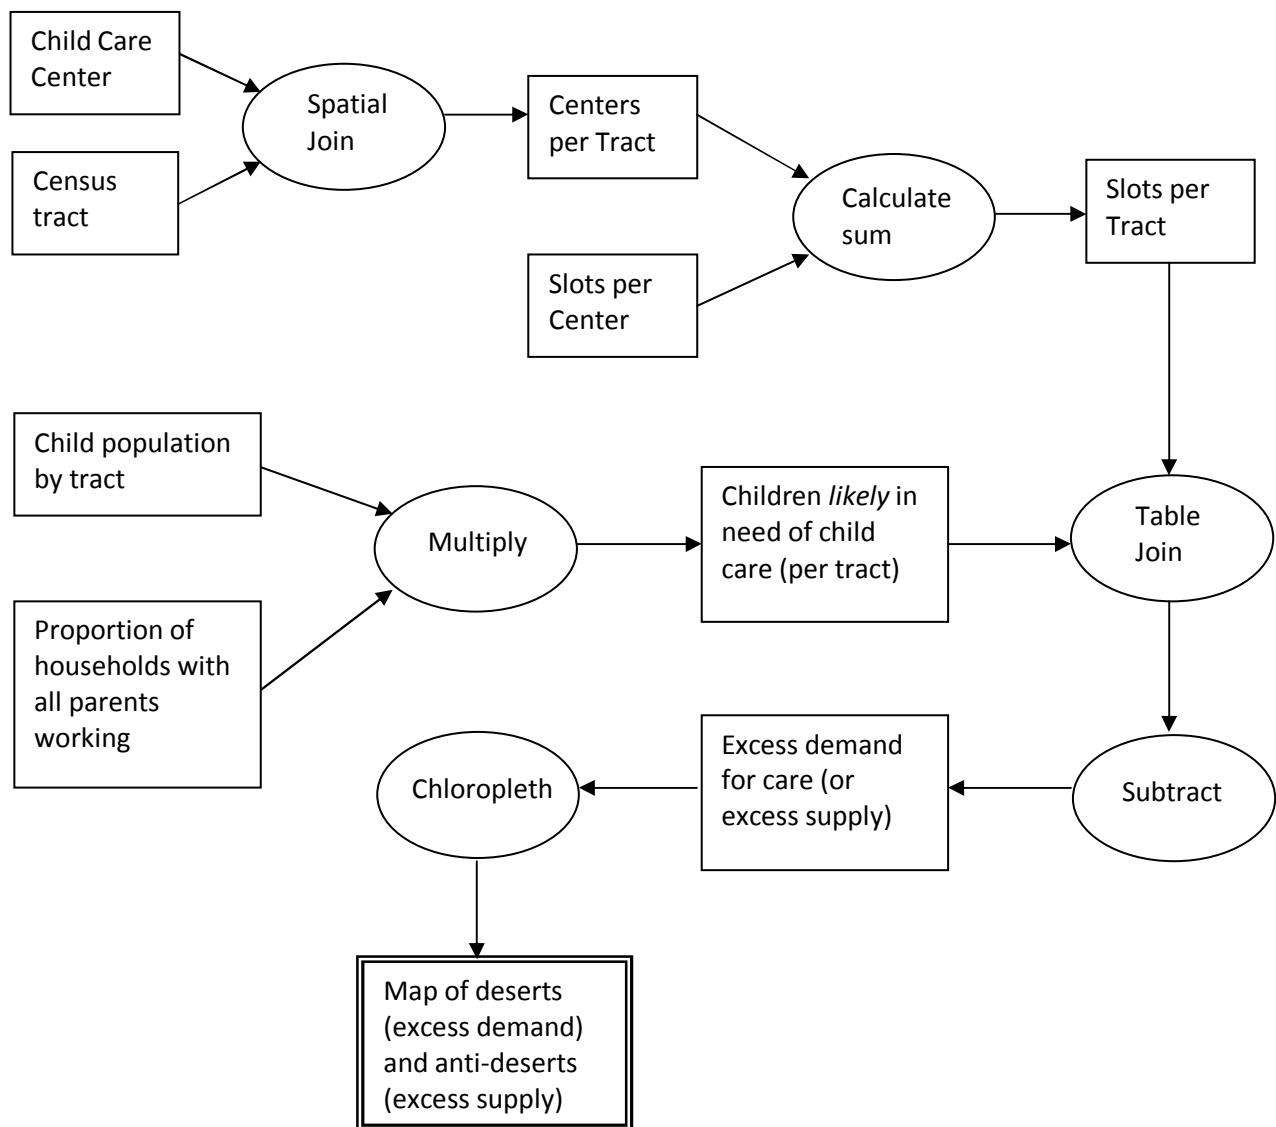 Child Care
Center
Spatial
Join
Centers
per Tract
Census
tract
Calculate
sum
Slots per
Tract
Slots per
Center
Child population
by tract
Multiply
Children likely in
need of child
care (per tract)
Table
Join
Proportion of
households with
all parents
working
Chloropleth
Excess demand
for care (or
excess supply)
Subtract
Map of deserts
(excess demand)
and anti-deserts
(excess supply)